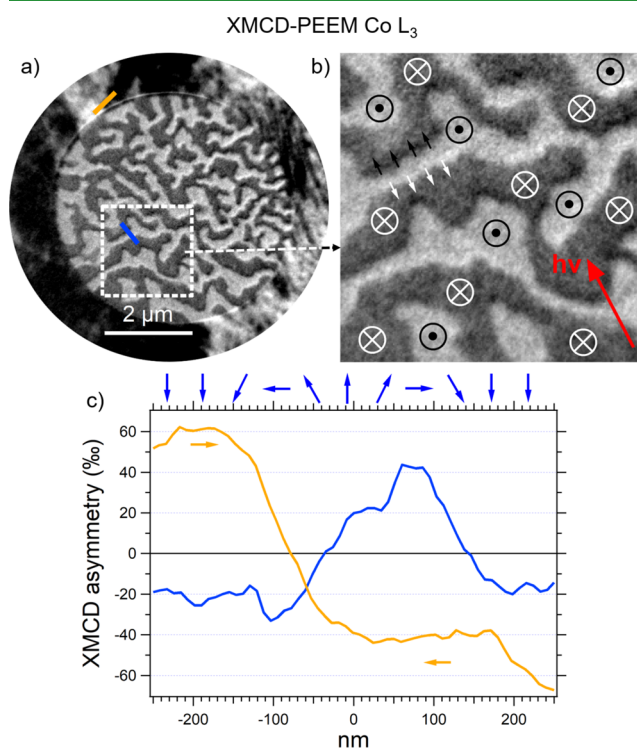 XMCD-PEEM Co L₃
a)
b)
hν
2 µm
c)
XMCD asymmetry (‰)
60
40
20
0
-20
-40
-60
-200 -100 0 100 200
nm